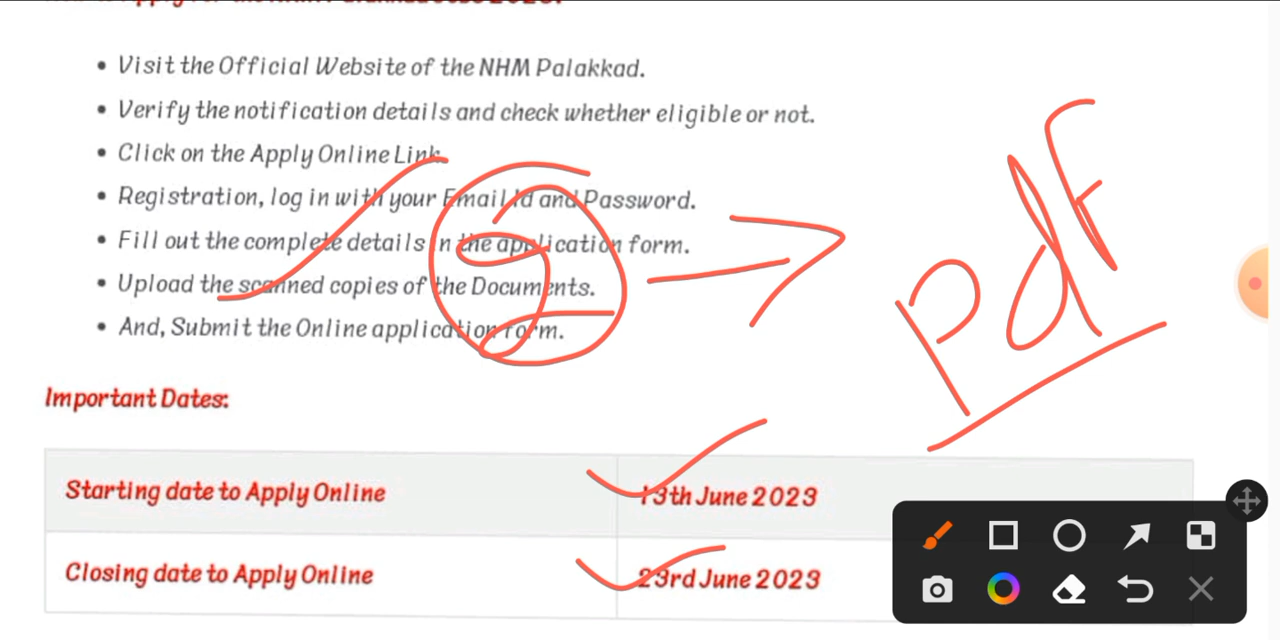 • Visit the Official Website of the NHM Palakkad.
• Verify the notification details and check whether eligible or not.
• Click on the Apply Online Link.
• Registration, log in with your Email Id and Password.
• Fill out the complete details in the application form.
• Upload the scanned copies of the Documents.
• And, Submit the Online application form.
pdf
Important Dates:
Starting date to Apply Online 13th June 2023
Closing date to Apply Online 23rd June 2023